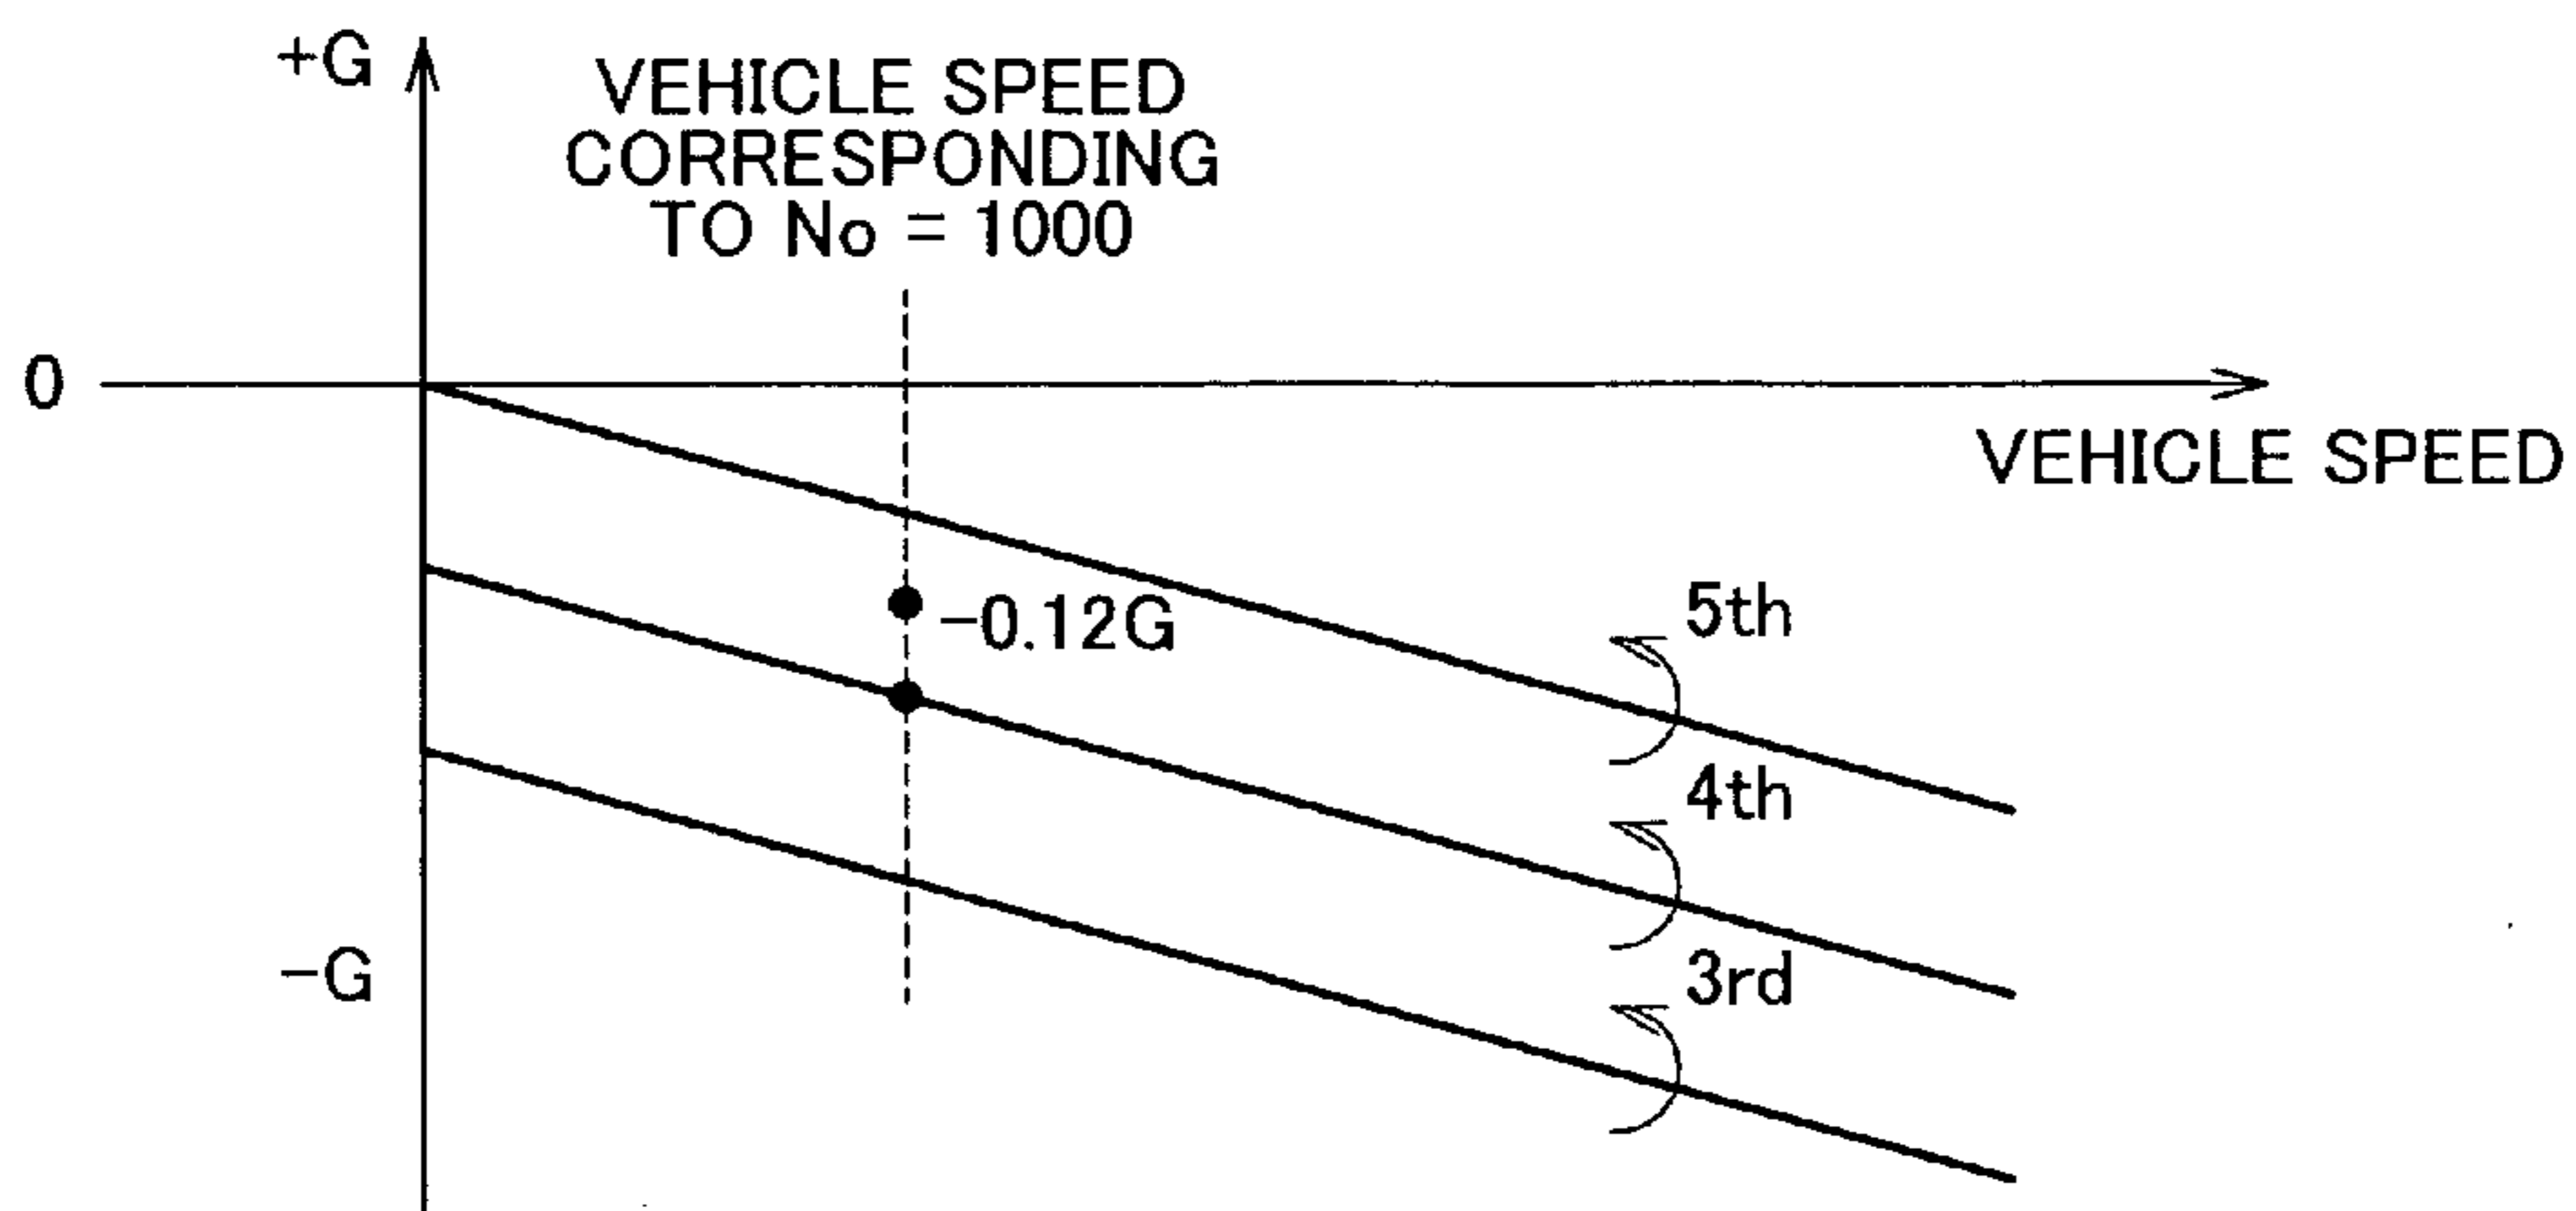 +G
VEHICLE SPEED
CORRESPONDING
TO No = 1000
0
VEHICLE SPEED
-0.12G
5th
4th
3rd
-G